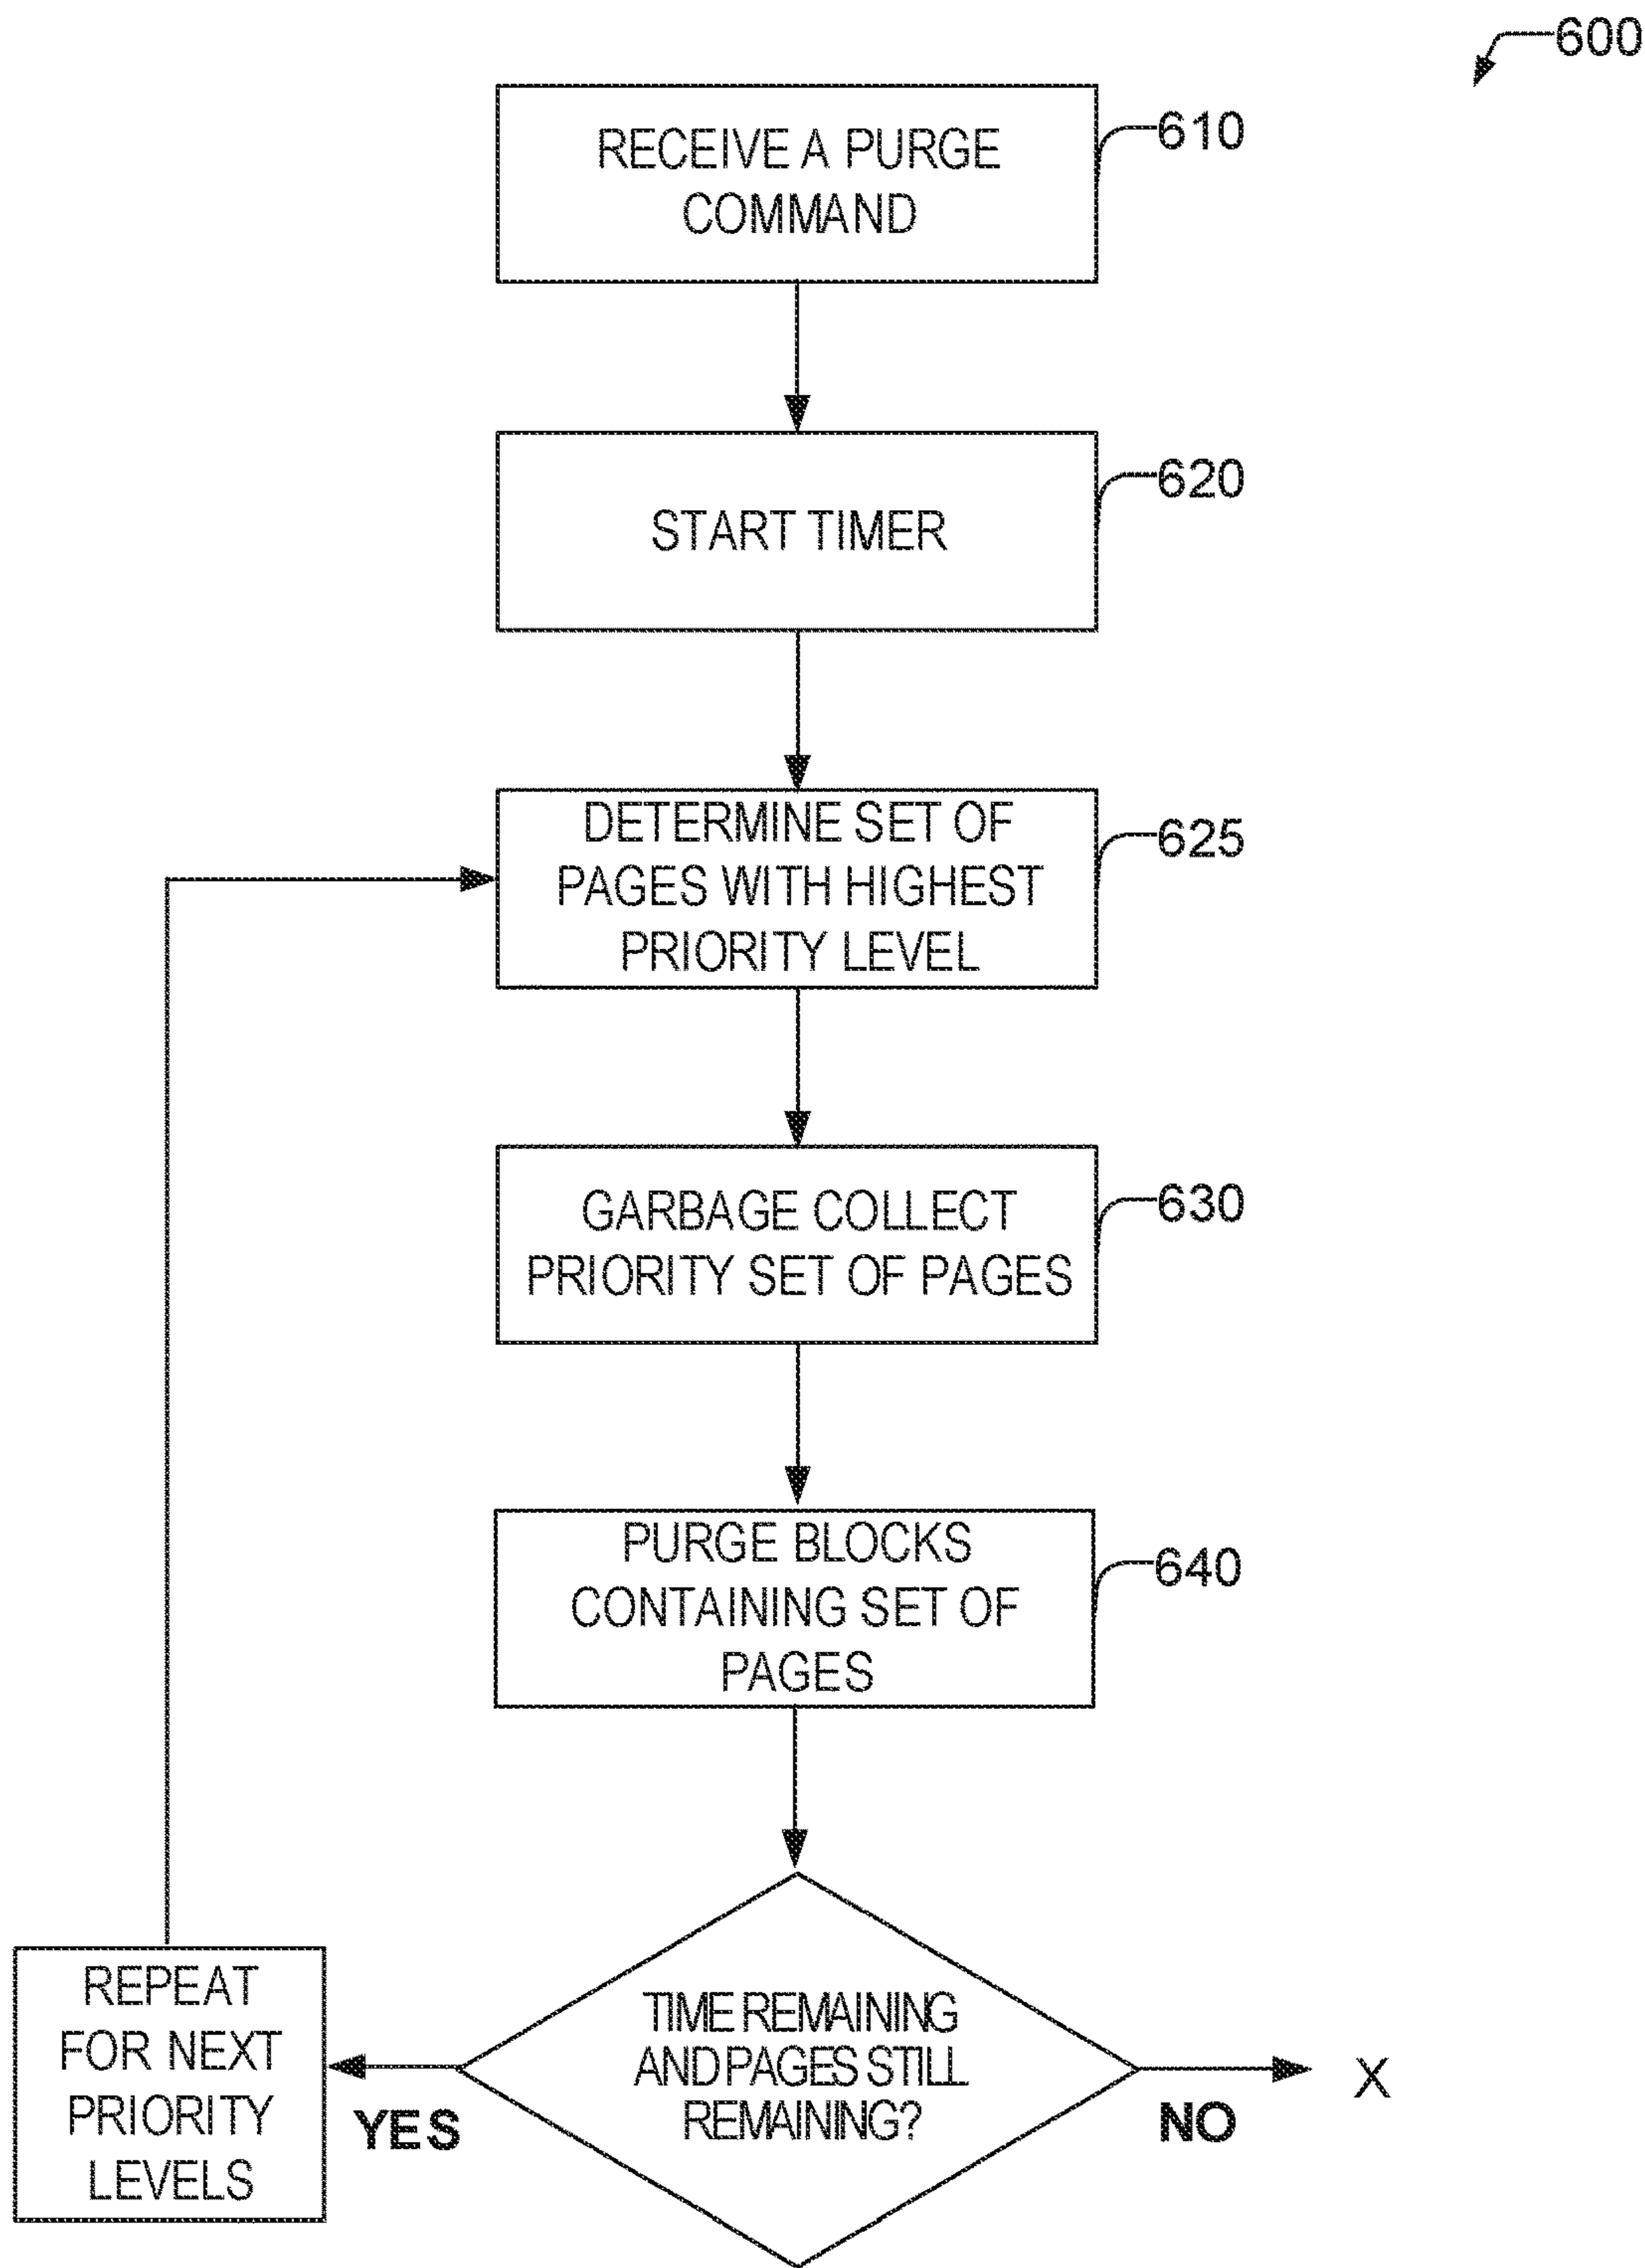 600
RECEIVE A PURGE
COMMAND
610
START TIMER
620
DETERMINE SET OF
PAGES WITH HIGHEST
PRIORITY LEVEL
625
GARBAGE COLLECT
PRIORITY SET OF PAGES
630
PURGE BLOCKS
CONTAINING SET OF
PAGES
640
TIME REMAINING
AND PAGES STILL
REMAINING?
YES
NO
X
REPEAT
FOR NEXT
PRIORITY
LEVELS